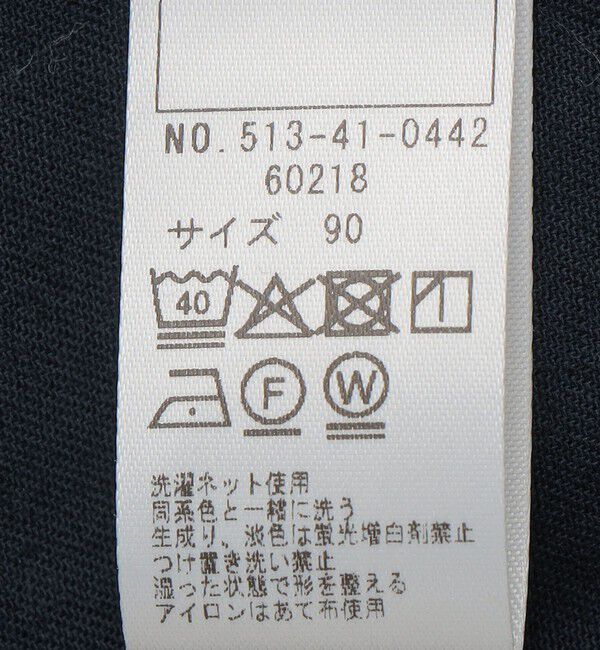 NO. 513-41-0442
60218
サイズ 90
40
F W
洗濯ネット使用
同系色と一緒に洗う
生成り、淡色は蛍光増白剤禁止
つけ置き洗い禁止
湿った状態で形を整える
アイロンはあて布使用